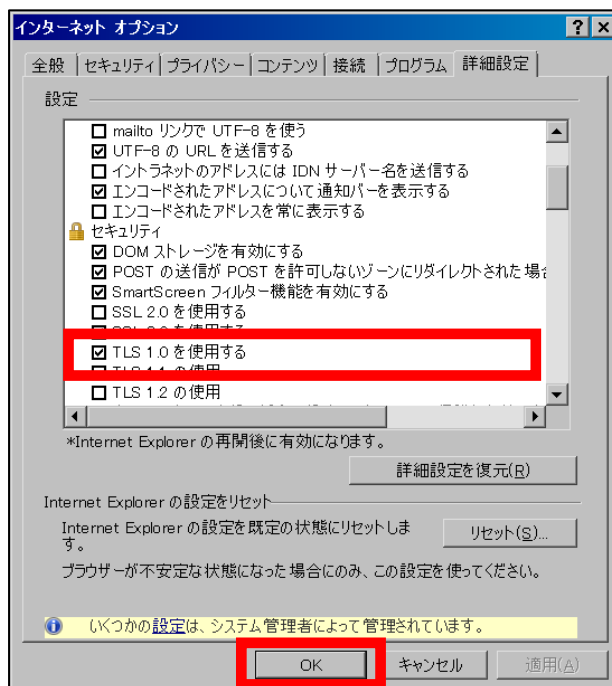 インターネット オプション
全般 セキュリティ プライバシー コンテンツ 接続 プログラム 詳細設定
設定
mailto リンクで UTF-8 を使う
UTF-8 の URL を送信する
イントラネットのアドレスには IDN サーバー名を送信する
エンコードされたアドレスについて通知バーを表示する
エンコードされたアドレスを常に表示する
セキュリティ
DOM ストレージを有効にする
POST の送信が POST を許可しないゾーンにリダイレクトされた場
SmartScreen フィルター機能を有効にする
SSL 2.0 を使用する
TLS 1.0 を使用する
TLS 1.1 の使用
TLS 1.2 の使用
*Internet Explorer の再開後に有効になります。
詳細設定を復元(R)
Internet Explorer の設定をリセット
Internet Explorer の設定を既定の状態にリセットしま
す。
リセット(S)...
ブラウザーが不安定な状態になった場合にのみ、この設定を使ってください。
いくつかの設定は、システム管理者によって管理されています。
OK キャンセル 適用(A)